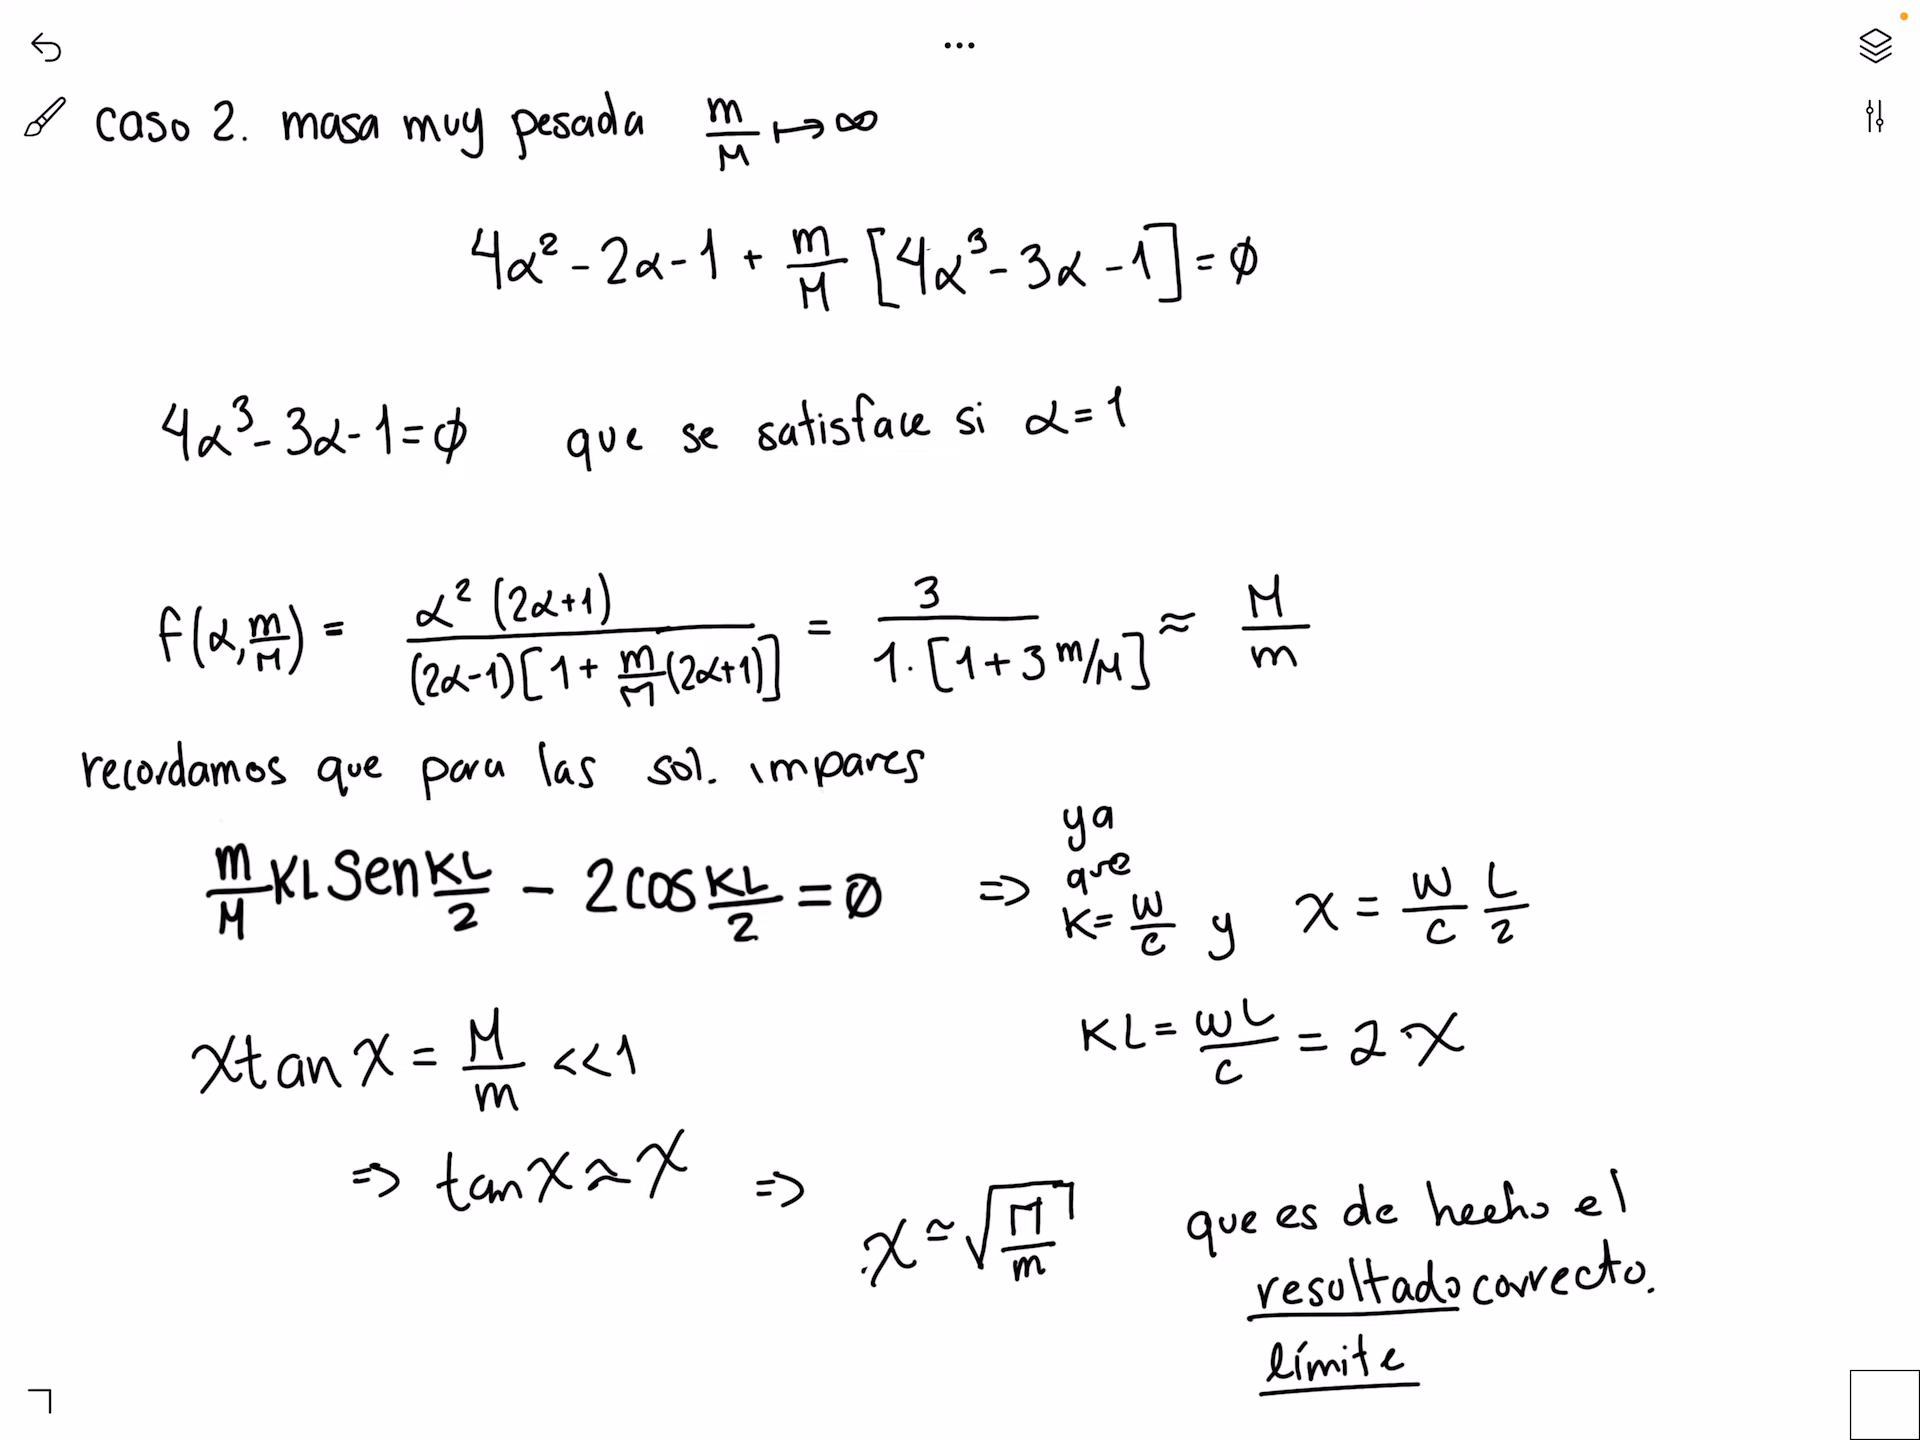 caso 2. masa muy pesada m/M ↦ ∞
4α² - 2α - 1 + m/M [4α³ - 3α - 1] = ∅
4α³ - 3α - 1 = ∅ que se satisface si α = 1
f(α, m/M) = α² (2α+1) / (2α-1)[1 + m/M (2α+1)] = 3 / 1·[1 + 3 m/M] ≈ M/m
recordamos que para las sol. impares
m/M KL Sen KL/2 - 2 cos KL/2 = ∅ => ya que K = w/c y x = w/c L/2
x tan x = M/m << 1
KL = wL/c = 2·x
=> tan x ≈ x => x ≃ √(M/m) que es de hecho el
resultado correcto.
límite